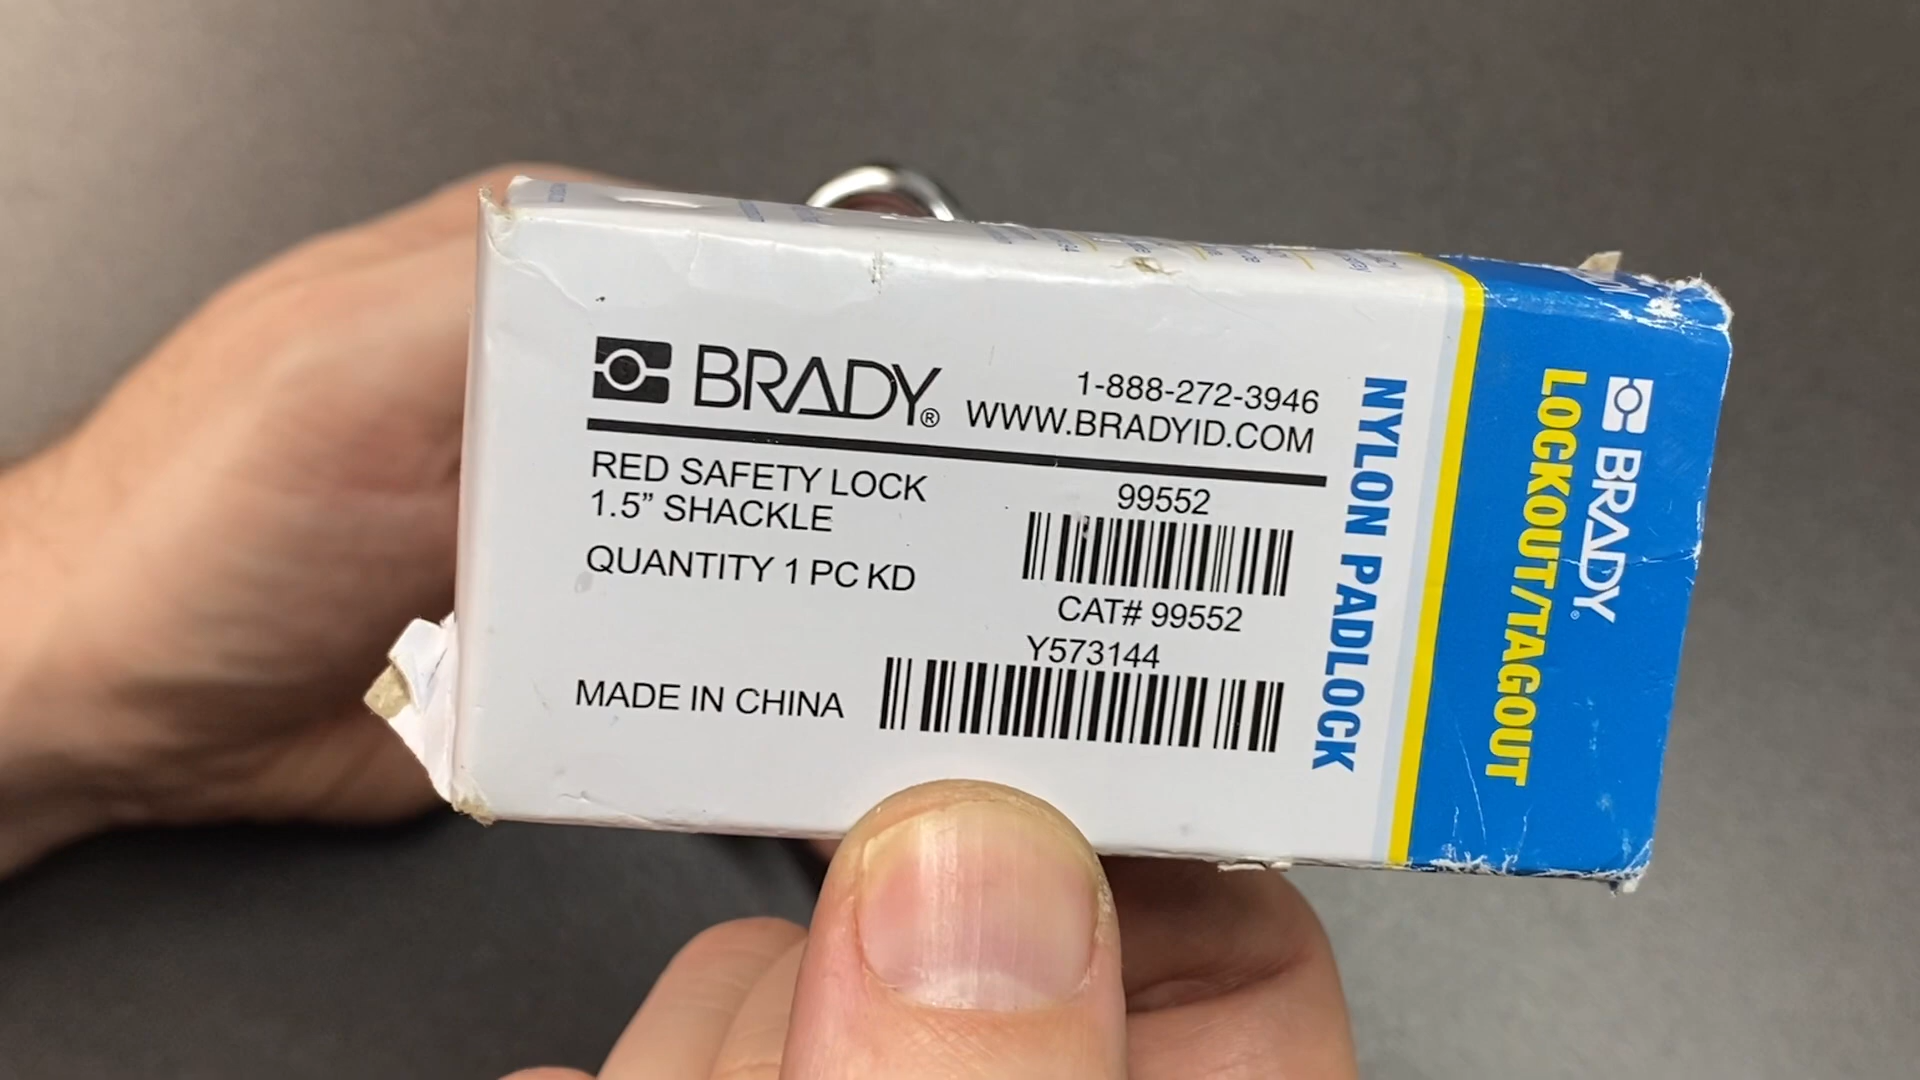 BRADY®
1-888-272-3946
WWW.BRADYID.COM
RED SAFETY LOCK
1.5” SHACKLE
QUANTITY 1 PC KD
MADE IN CHINA
99552
CAT# 99552
Y573144
NYLON PADLOCK
BRADY®
LOCKOUT/TAGOUT